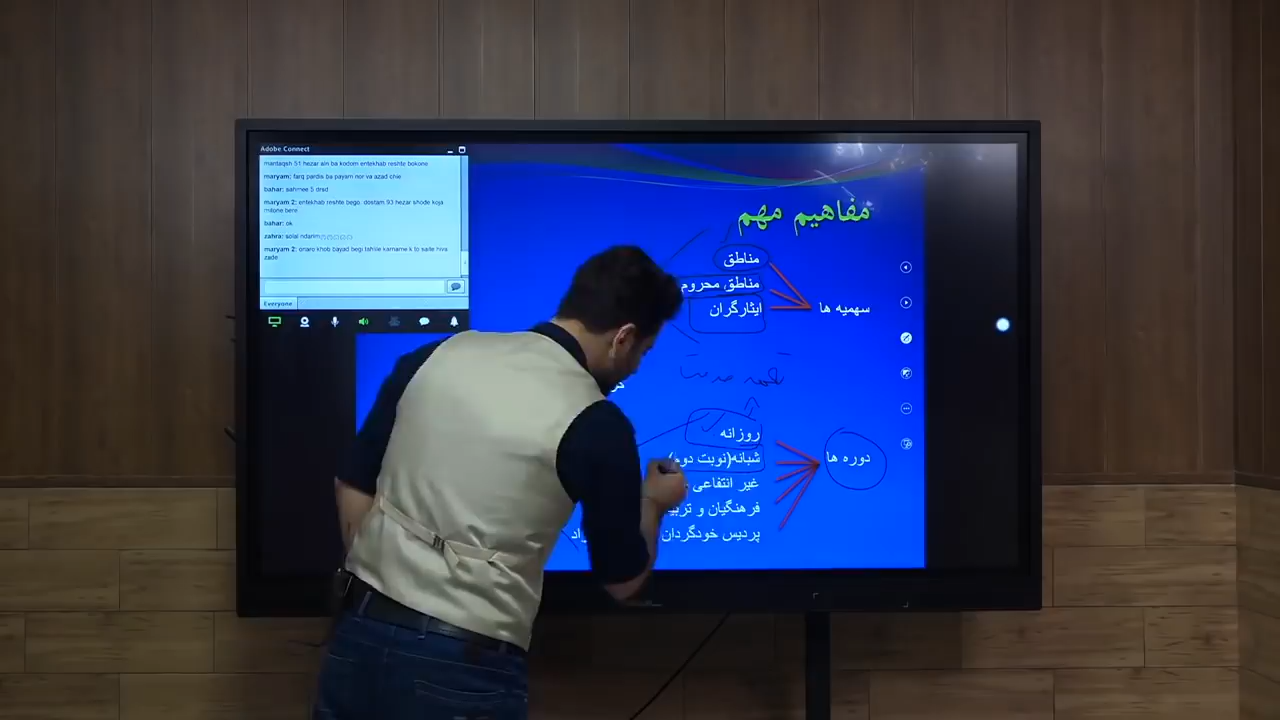 Adobe Connect
mantaqsh 51 hezar ain ba kodom entekhab reshte bokone
maryam: farq pardis ba payam nor va azad chie
bahar: sahmee 5 drsd
maryam 2: entekhab reshte bego. dostam 93 hezar shode koja
mitone bere
bahar: ok
zahra: soial ndarim
maryam 2: onaro khob bayad begi tahlile karname k to saite hiva
zade
Everyone
مفاهیم مهم
مناطق
مناطق محروم
ایثارگران
سهمیه ها
روزانه
شبانه(نوبت دوم)
غیر انتفاعی
فرهنگیان و
پردیس خودگردان
دوره ها